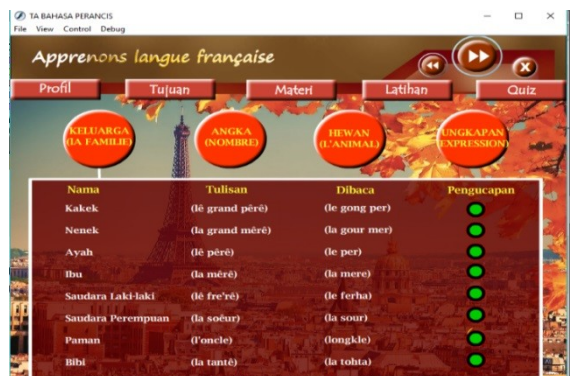 TA BAHASA PERANCIS
File View Control Debug
Apprenons langue française
Profil Tujuan Materi Latihan Quiz
KELUARGA (lA FAMILIE)
ANGKA (NOMBRE)
HEWAN (L'ANIMAL)
UNGKAPAN EXPRESSION)
Nama Tulisan Dibaca Pengucapan
Kakek (lê grand pêrê) (le gong per)
Nenek (la grand mêrê) (la gour mer)
Ayah (lê pêrê) (le per)
Ibu (la mêrê) (la mere)
Saudara Laki-laki (lê fre'rê) (le ferha)
Saudara Perempuan (la soêur) (la sour)
Paman (l'oncle) (longkle)
Bibi (la tantê) (la tohta)